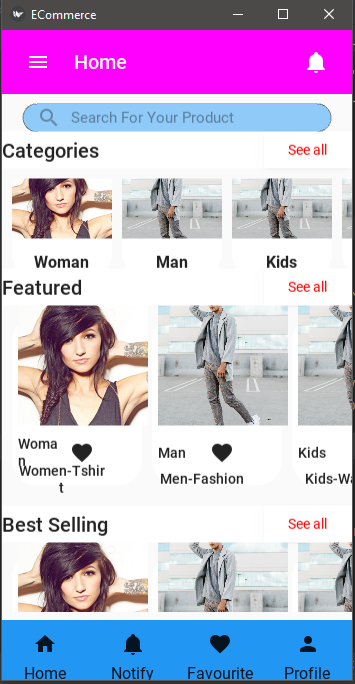 ECommerce
Home
Search For Your Product
Categories See all
Woman Man Kids
Featured See all
Woma
n Man Kids
Women-Tshir
t Men-Fashion Kids-Wa
Best Selling See all
Home Notify Favourite Profile